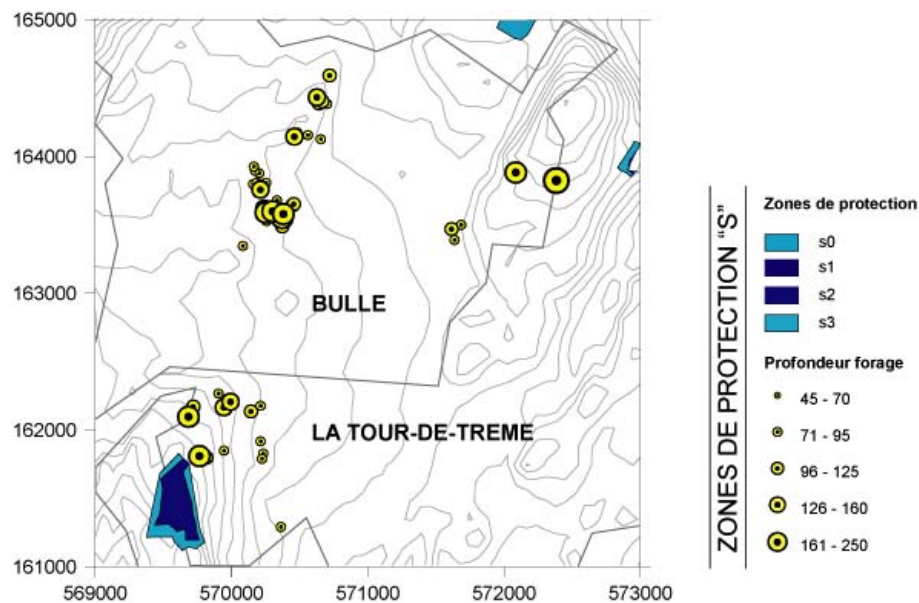 165000
164000
163000
162000
161000
569000
570000
571000
572000
573000
BULLE
LA TOUR-DE-TREME
ZONES DE PROTECTION "S"
Zones de protection
s0
s1
s2
s3
Profondeur forage
45 - 70
71 - 95
96 - 125
126 - 160
161 - 250